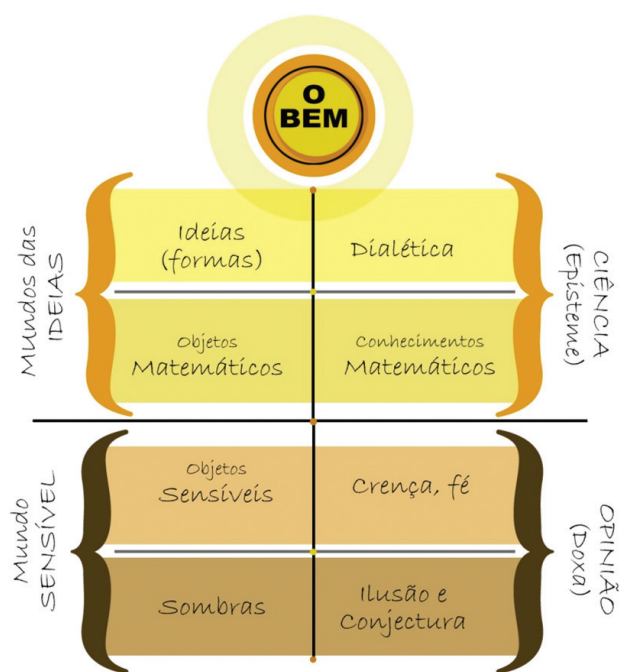 O
BEM
Mundos das
IDEIAS
Ideias
(formas)
Dialética
CIÊNCIA
(Episteme)
Objetos
Matemáticos
Conhecimentos
Matemáticos
Mundo
SENSÍVEL
Objetos
Sensíveis
Crença, fé
OPINIÃO
(Doxa)
Sombras
Ilusão e
Conjectura